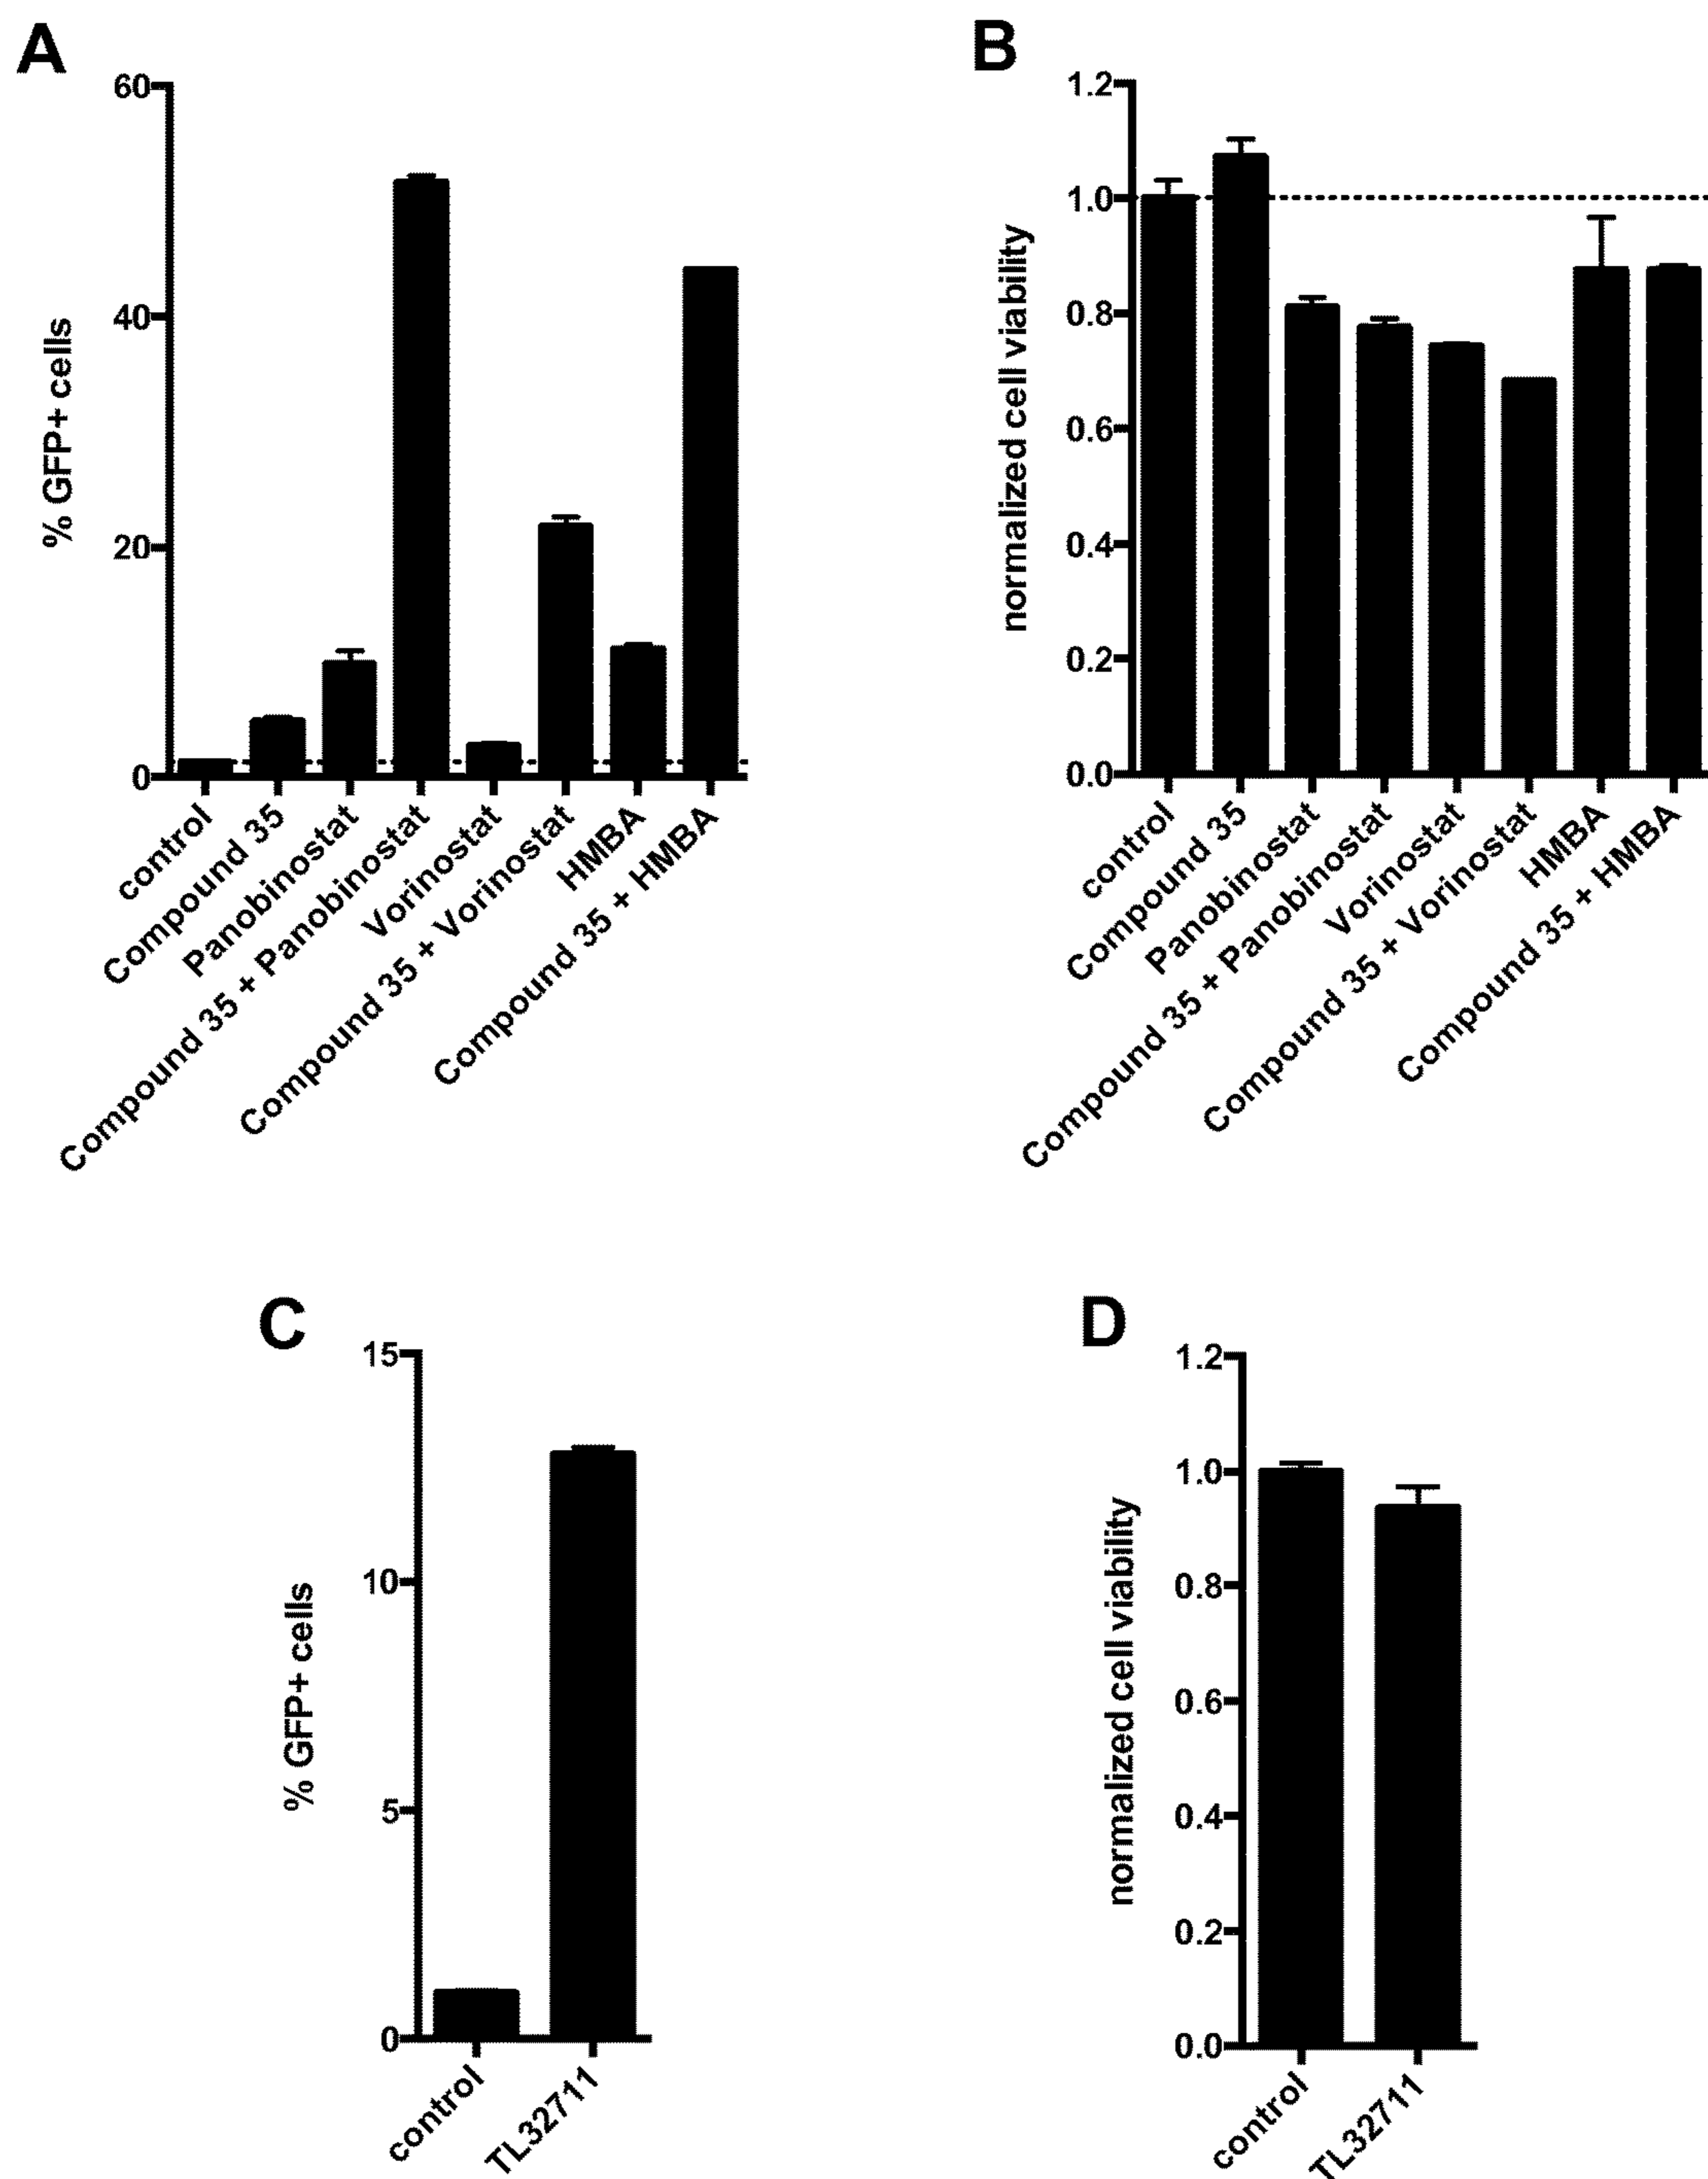 A
% GFP+ cells
60
40
20
0
control
Compound 35
Panobinostat
Compound 35 + Panobinostat
Vorinostat
Compound 35 + Vorinostat
HMBA
Compound 35 + HMBA
B
normalized cell viability
1.2
1.0
0.8
0.6
0.4
0.2
0.0
control
Compound 35
Panobinostat
Compound 35 + Panobinostat
Vorinostat
Compound 35 + Vorinostat
HMBA
Compound 35 + HMBA
C
% GFP+ cells
15
10
5
0
control
TL32711
D
normalized cell viability
1.2
1.0
0.8
0.6
0.4
0.2
0.0
control
TL32711